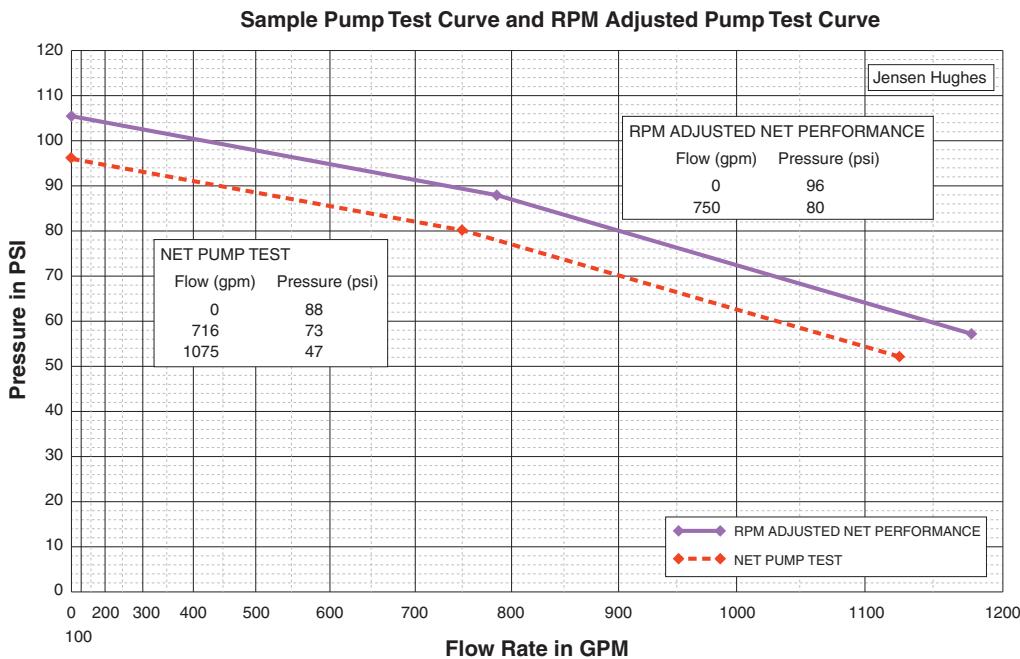 Sample Pump Test Curve and RPM Adjusted Pump Test Curve
Jensen Hughes
Pressure in PSI
120
110
100
90
80
70
60
50
40
30
20
10
0
RPM ADJUSTED NET PERFORMANCE
Flow (gpm) Pressure (psi)
0 96
750 80
NET PUMP TEST
Flow (gpm) Pressure (psi)
0 88
716 73
1075 47
RPM ADJUSTED NET PERFORMANCE
NET PUMP TEST
0 200 300 400 500 600 700 800 900 1000 1100 1200
100
Flow Rate in GPM